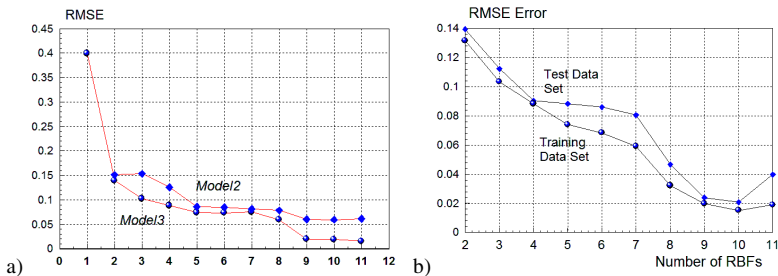 RMSE
0.45
0.4
0.35
0.3
0.25
0.2
0.15
0.1
0.05
0
Model2
Model3
0 1 2 3 4 5 6 7 8 9 10 11 12
a)
RMSE Error
0.14
0.12
0.1
0.08
0.06
0.04
0.02
0
Test Data
Set
Training
Data Set
2 3 4 5 6 7 8 9 10 11
Number of RBFs
b)